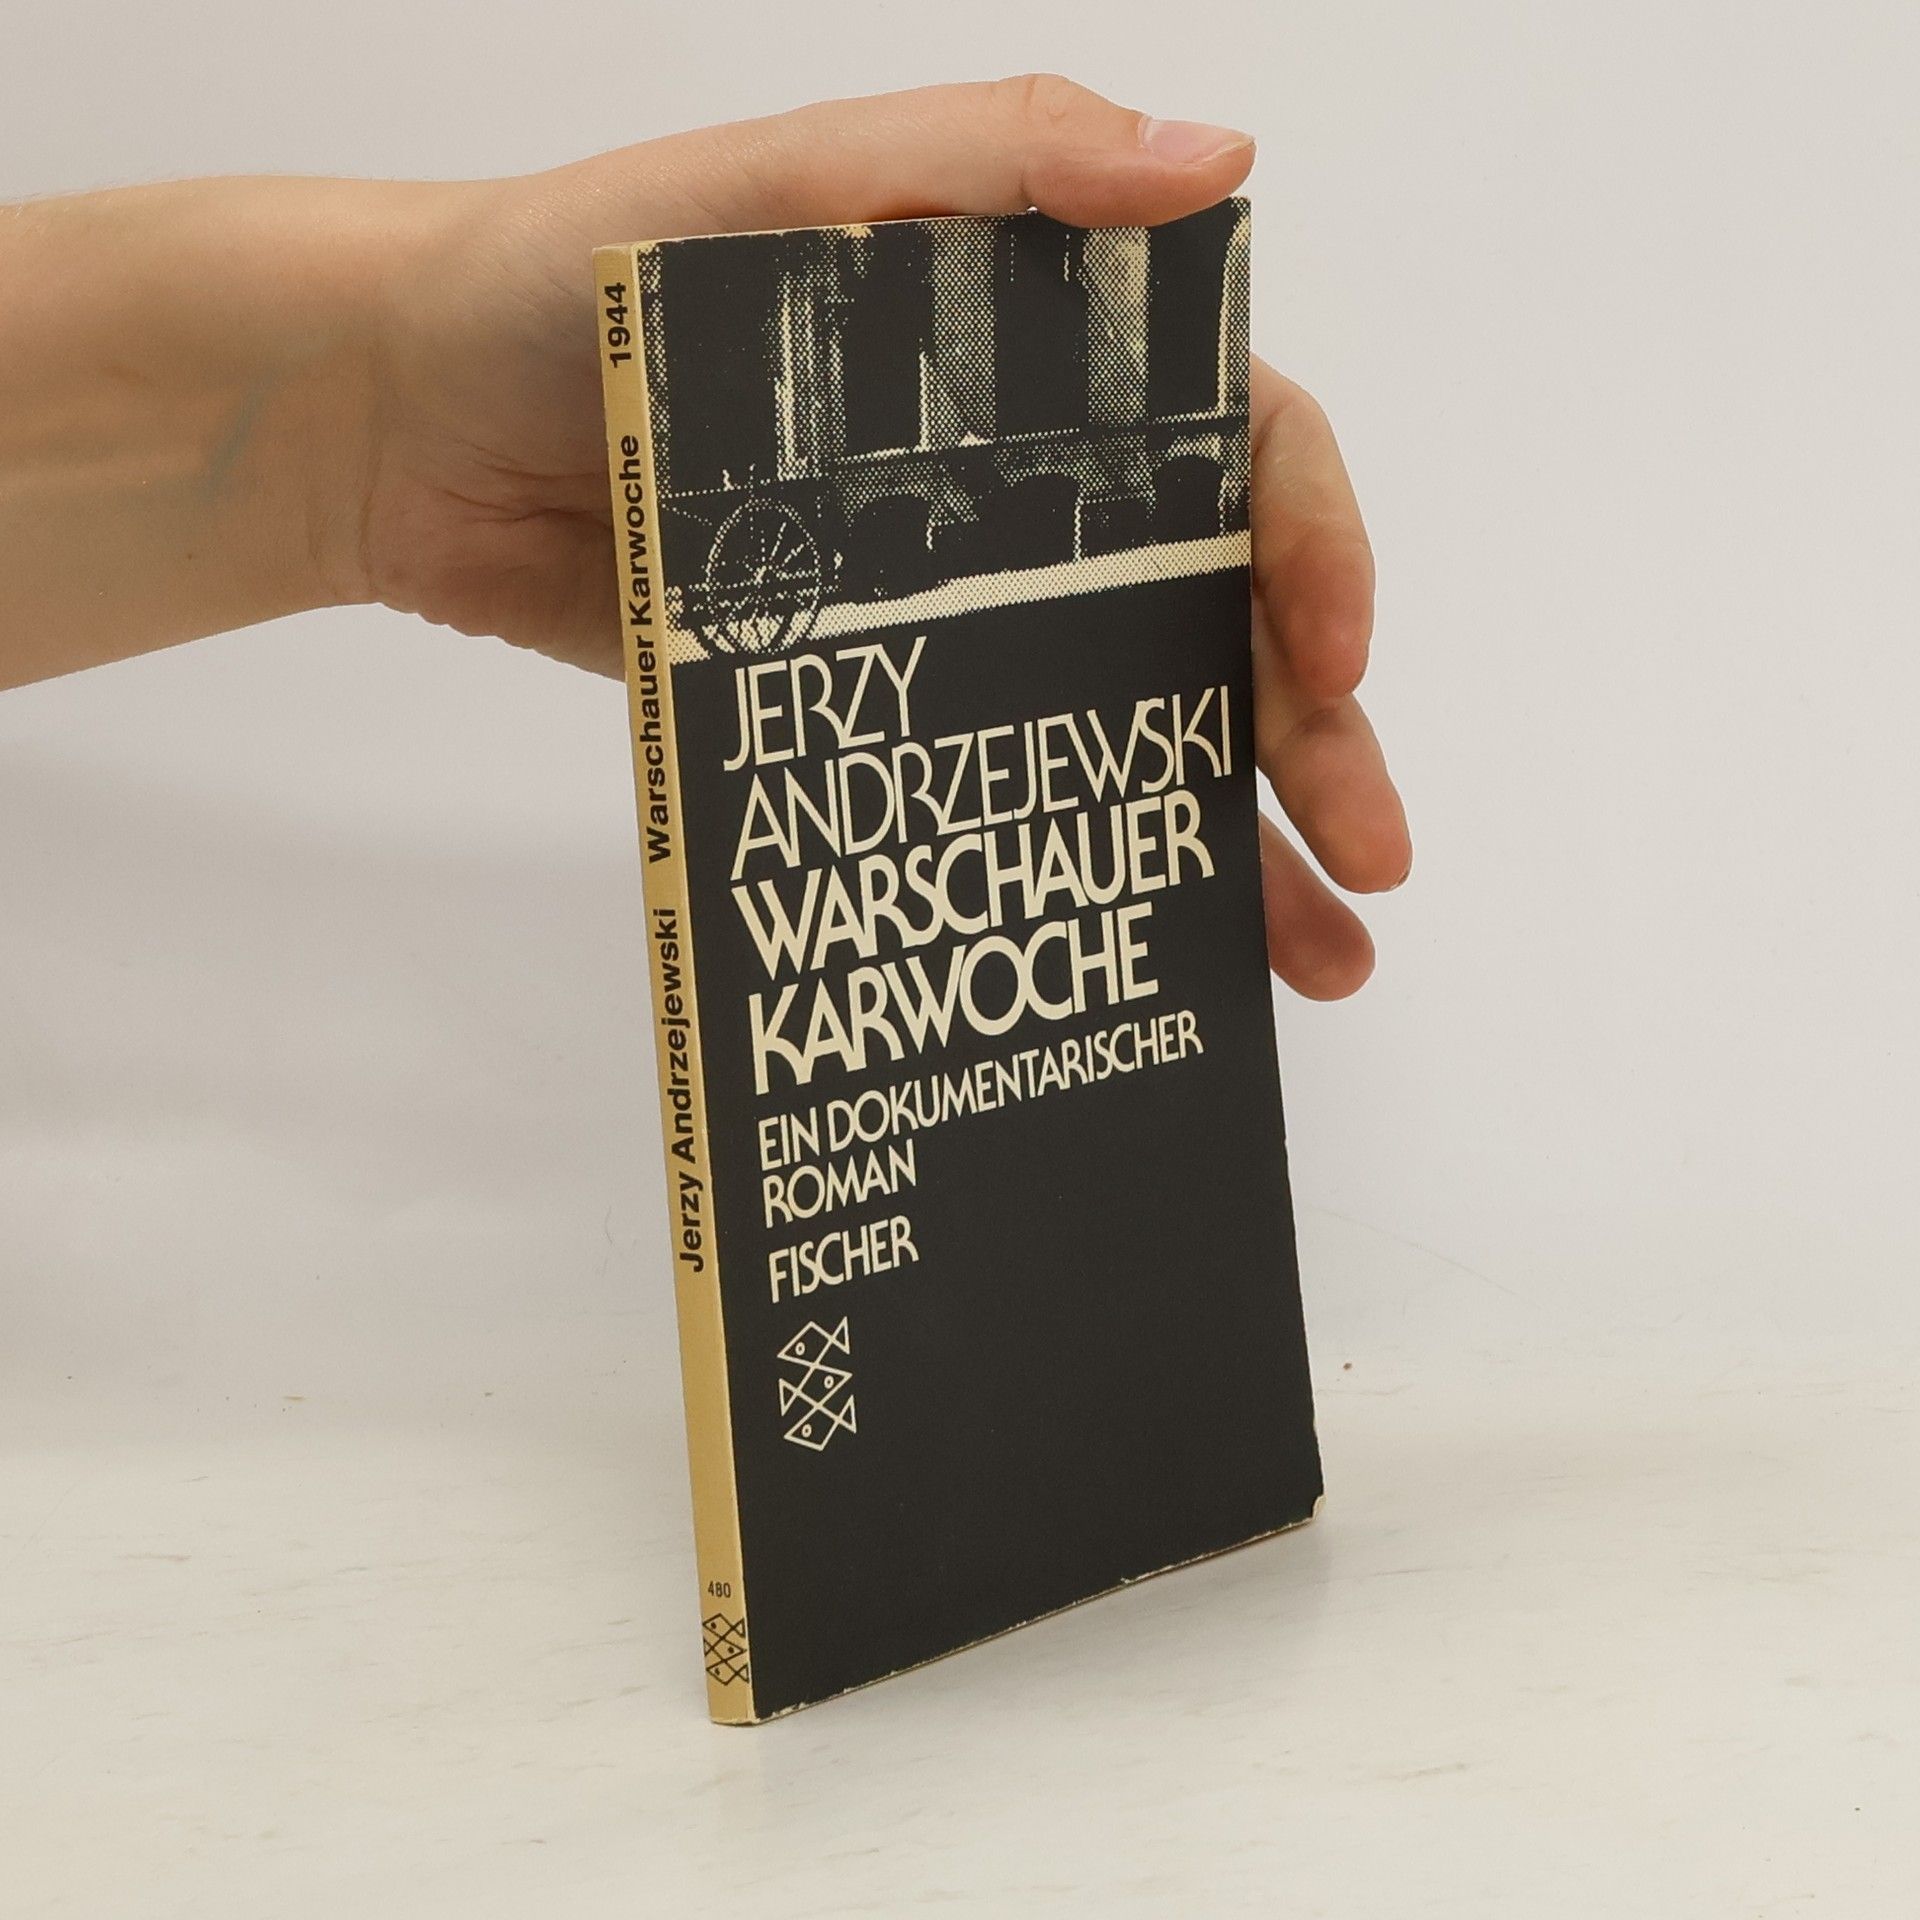 Jerzy Andrzejewski Warschauer Karwoche 1944
480
JERZY
ANDRZEJEWSKI
WARSCHAUER
KARWOCHE
EIN DOKUMENTARISCHER
ROMAN
FISCHER